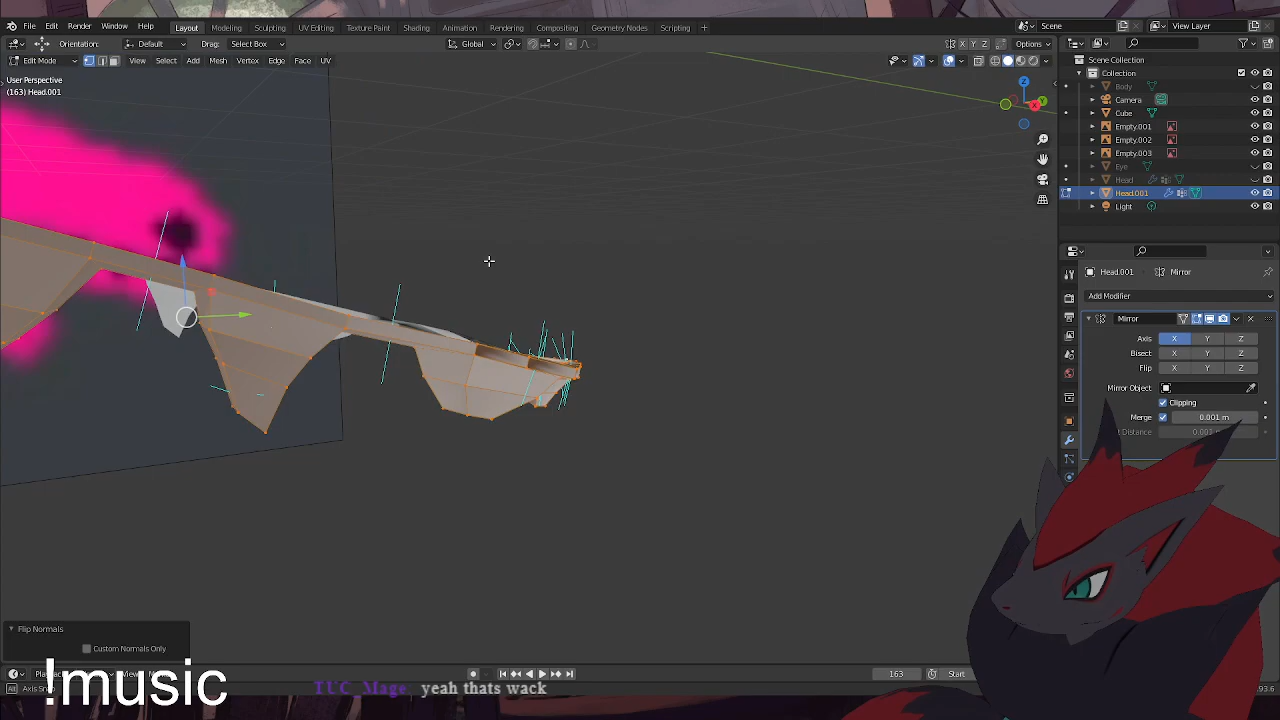 File Edit Render Window Help Layout Modeling Sculpting UV Editing Texture Paint Shading Animation Rendering Compositing Geometry Nodes Scripting + Scene View Layer
Orientation: Default Drag: Select Box Global X Y Z Options
Edit Mode View Select Add Mesh Vertex Edge Face UV
User Perspective
(163) Head.001
Z
Y
X
Scene Collection
Collection
Body
Camera
Cube
Empty.001
Empty.002
Empty.003
Eye
Head
Head.001
Light
Head.001 > Mirror
Add Modifier
Mirror
Axis X Y Z
Bisect X Y Z
Flip X Y Z
Mirror Object
Clipping
Merge 0.001 m
0.001 m
Flip Normals
Custom Normals Only
163 Start
!music
TUC_Mage yeah thats wack